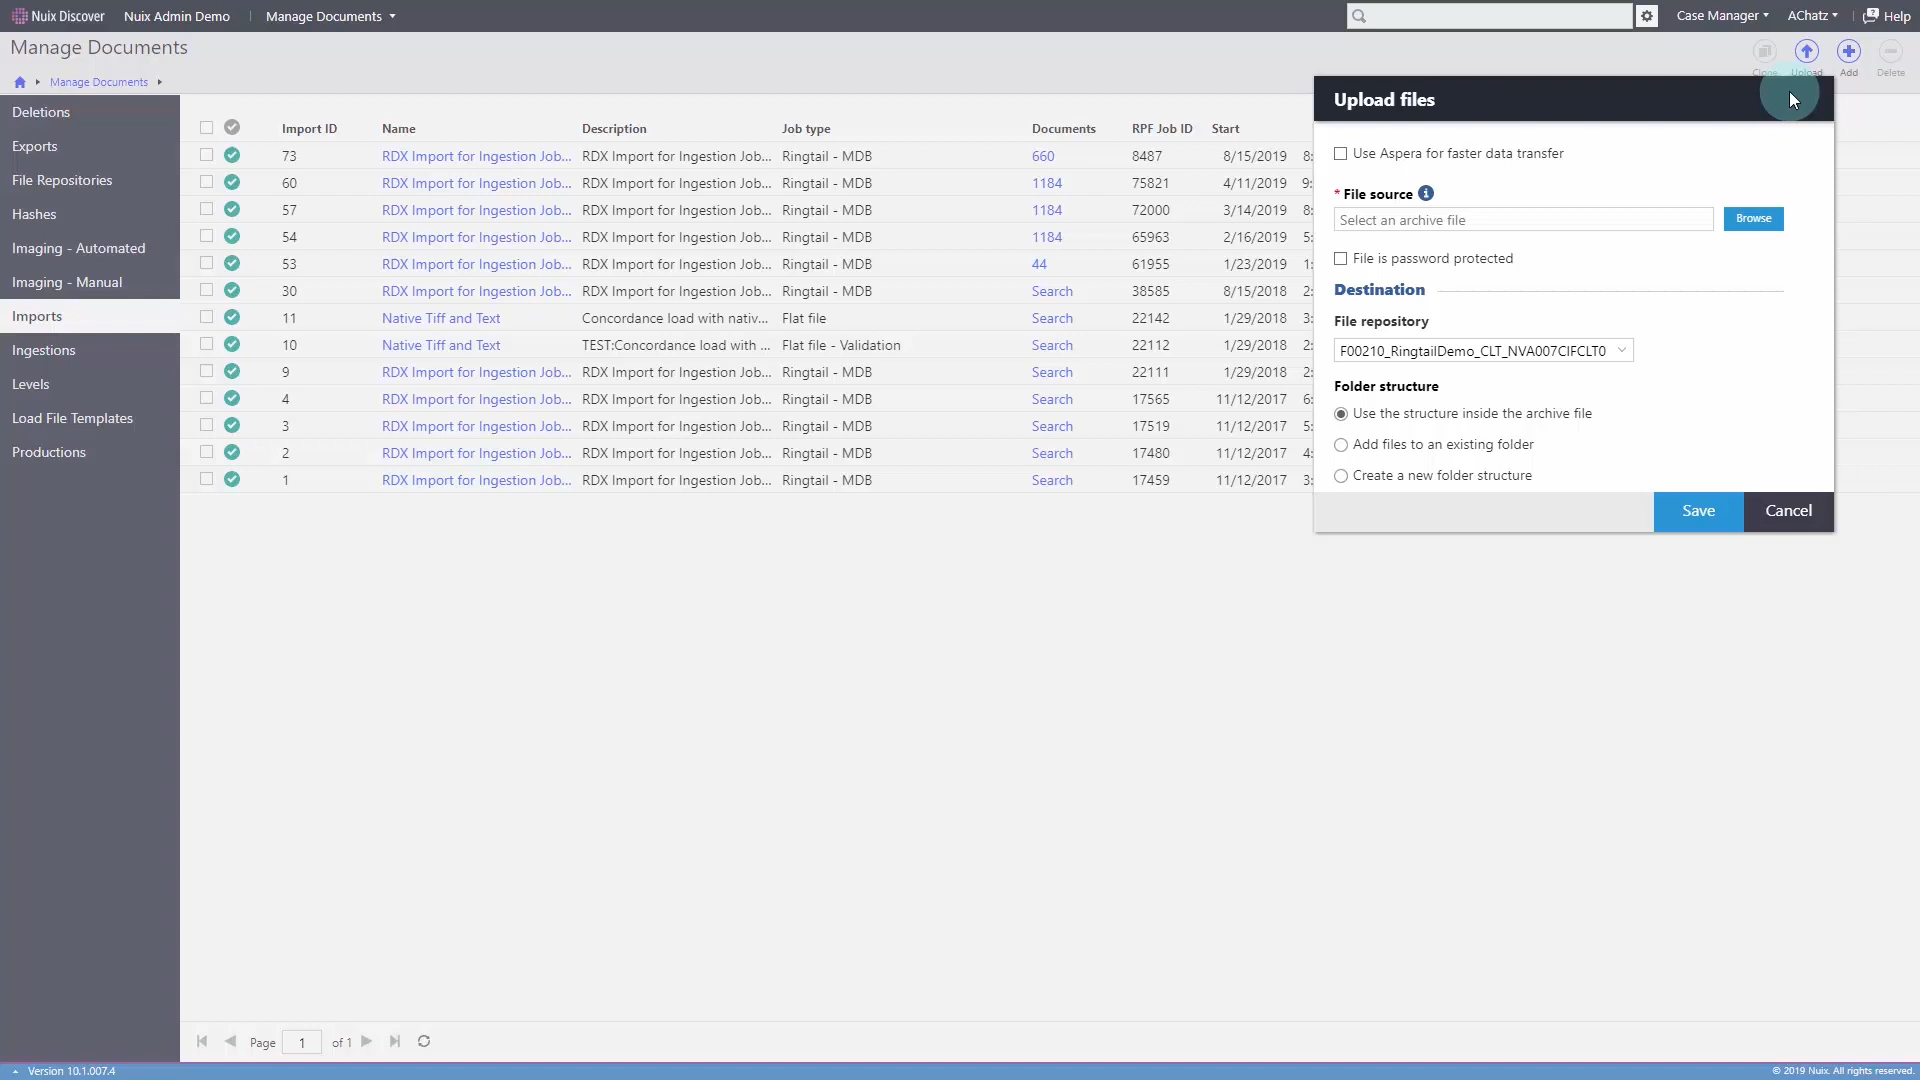 Nuix Discover Nuix Admin Demo Manage Documents Case Manager AChatz Help
Manage Documents
Clone Upload Add Delete
Manage Documents
Deletions
Exports
File Repositories
Hashes
Imaging - Automated
Imaging - Manual
Imports
Ingestions
Levels
Load File Templates
Productions
Import ID Name Description Job type Documents RPF Job ID Start
73 RDX Import for Ingestion Job... RDX Import for Ingestion Job... Ringtail - MDB 660 8487 8/15/2019 8:
60 RDX Import for Ingestion Job... RDX Import for Ingestion Job... Ringtail - MDB 1184 75821 4/11/2019 9:
57 RDX Import for Ingestion Job... RDX Import for Ingestion Job... Ringtail - MDB 1184 72000 3/14/2019 8:
54 RDX Import for Ingestion Job... RDX Import for Ingestion Job... Ringtail - MDB 1184 65963 2/16/2019 5:
53 RDX Import for Ingestion Job... RDX Import for Ingestion Job... Ringtail - MDB 44 61955 1/23/2019 1:
30 RDX Import for Ingestion Job... RDX Import for Ingestion Job... Ringtail - MDB Search 38585 8/15/2018 2:
11 Native Tiff and Text Concordance load with nativ... Flat file Search 22142 1/29/2018 3:
10 Native Tiff and Text TEST:Concordance load with ... Flat file - Validation Search 22112 1/29/2018 2:
9 RDX Import for Ingestion Job... RDX Import for Ingestion Job... Ringtail - MDB Search 22111 1/29/2018 2:
4 RDX Import for Ingestion Job... RDX Import for Ingestion Job... Ringtail - MDB Search 17565 11/12/2017 6:
3 RDX Import for Ingestion Job... RDX Import for Ingestion Job... Ringtail - MDB Search 17519 11/12/2017 5:
2 RDX Import for Ingestion Job... RDX Import for Ingestion Job... Ringtail - MDB Search 17480 11/12/2017 4:
1 RDX Import for Ingestion Job... RDX Import for Ingestion Job... Ringtail - MDB Search 17459 11/12/2017 3:
Upload files
Use Aspera for faster data transfer
* File source
Select an archive file Browse
File is password protected
Destination
File repository
F00210_RingtailDemo_CLT_NVA007CIFCLT0
Folder structure
Use the structure inside the archive file
Add files to an existing folder
Create a new folder structure
Save Cancel
Page 1 of 1
Version 10.1.007.4 © 2019 Nuix. All rights reserved.